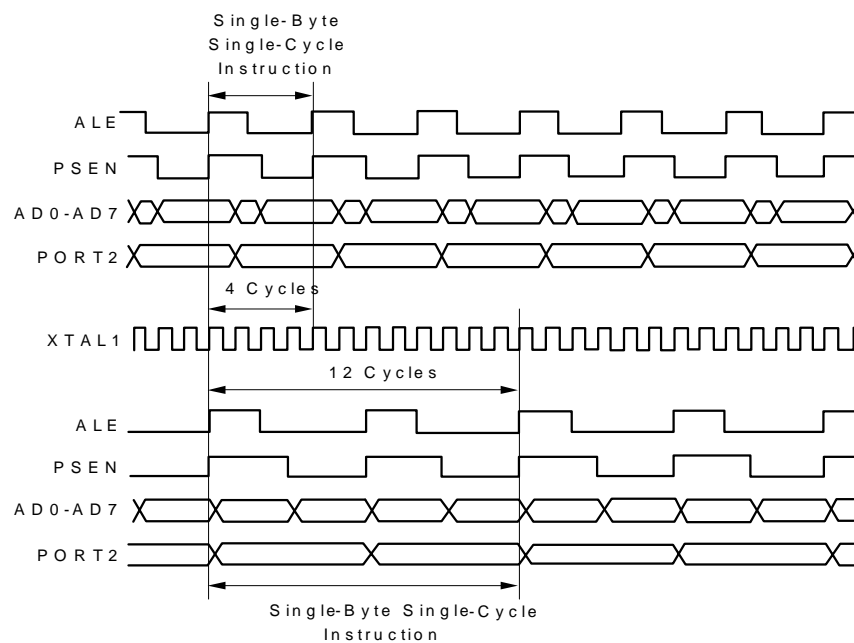 Single-Byte
Single-Cycle
Instruction
ALE
PSEN
AD0-AD7
PORT2
4 Cycles
XTAL1
12 Cycles
ALE
PSEN
AD0-AD7
PORT2
Single-Byte Single-Cycle
Instruction